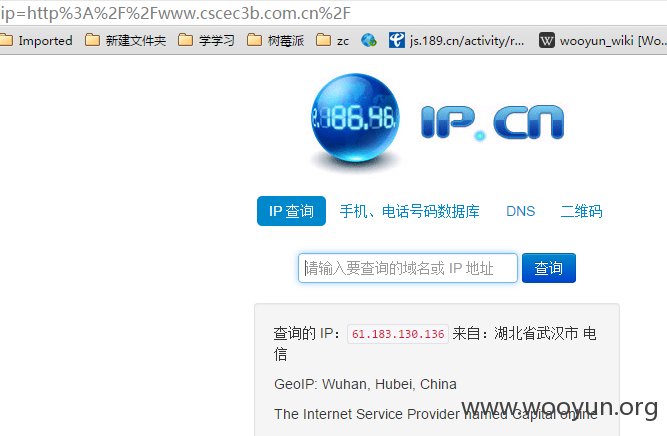 ip=http%3A%2F%2Fwww.cscec3b.com.cn%2F
Imported 新建文件夹 学学习 树莓派 zc js.189.cn/activity/r... wooyun_wiki [Wo...
2.186.46. IP.CN
IP 查询 手机、电话号码数据库 DNS 二维码
请输入要查询的域名或 IP 地址 查询
查询的 IP：61.183.130.136 来自：湖北省武汉市 电
信
GeoIP: Wuhan, Hubei, China
The Internet Service Provider named Capital online
www.wooyun.org